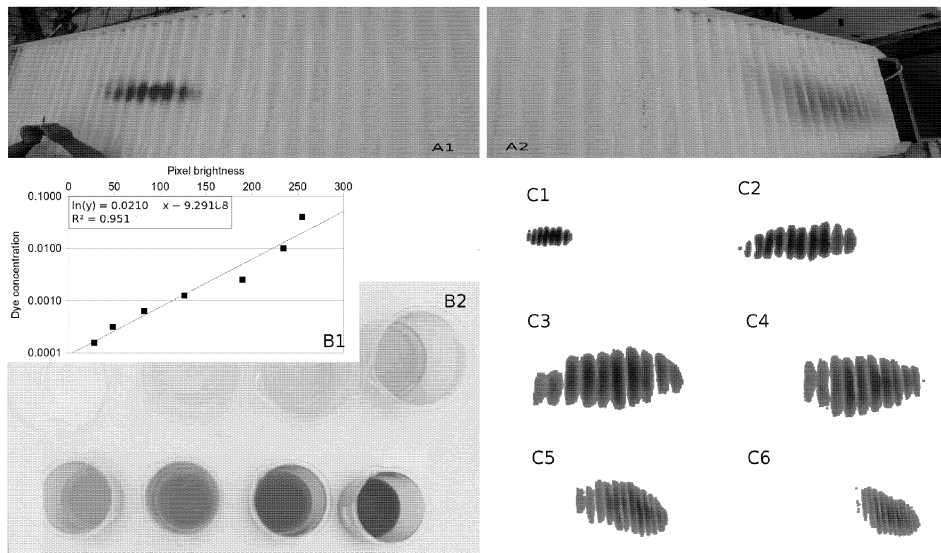 A1
A2
Pixel brightness
0 50 100 150 200 250 300
0.1000
ln(y) = 0.0210 x − 9.29188
R² = 0.951
0.0100
Dye concentration
0.0010
0.0001
B1
B2
C1
C2
C3
C4
C5
C6